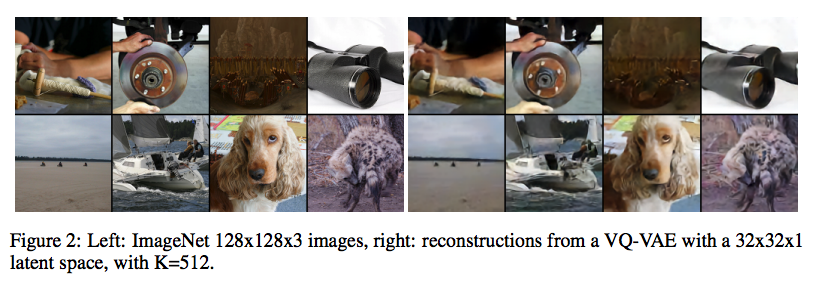 Figure 2: Left: ImageNet 128x128x3 images, right: reconstructions from a VQ-VAE with a 32x32x1
latent space, with K=512.